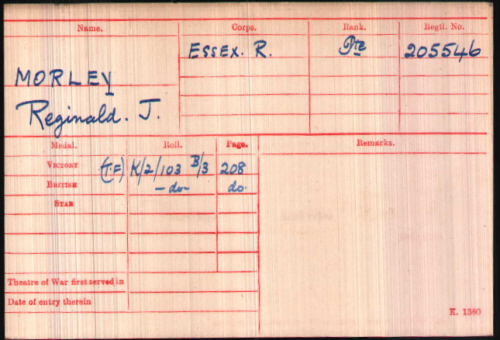 Name. Corps. Rank. Regtl. No.
ESSEX. R. Pte 205546
MORLEY
Reginald. J.
Medal. Roll. Page. Remarks.
VICTORY (T.F) K/2/103 B/3 208
BRITISH - do - do.
STAR
Theatre of War first served in
Date of entry therein
K. 1380